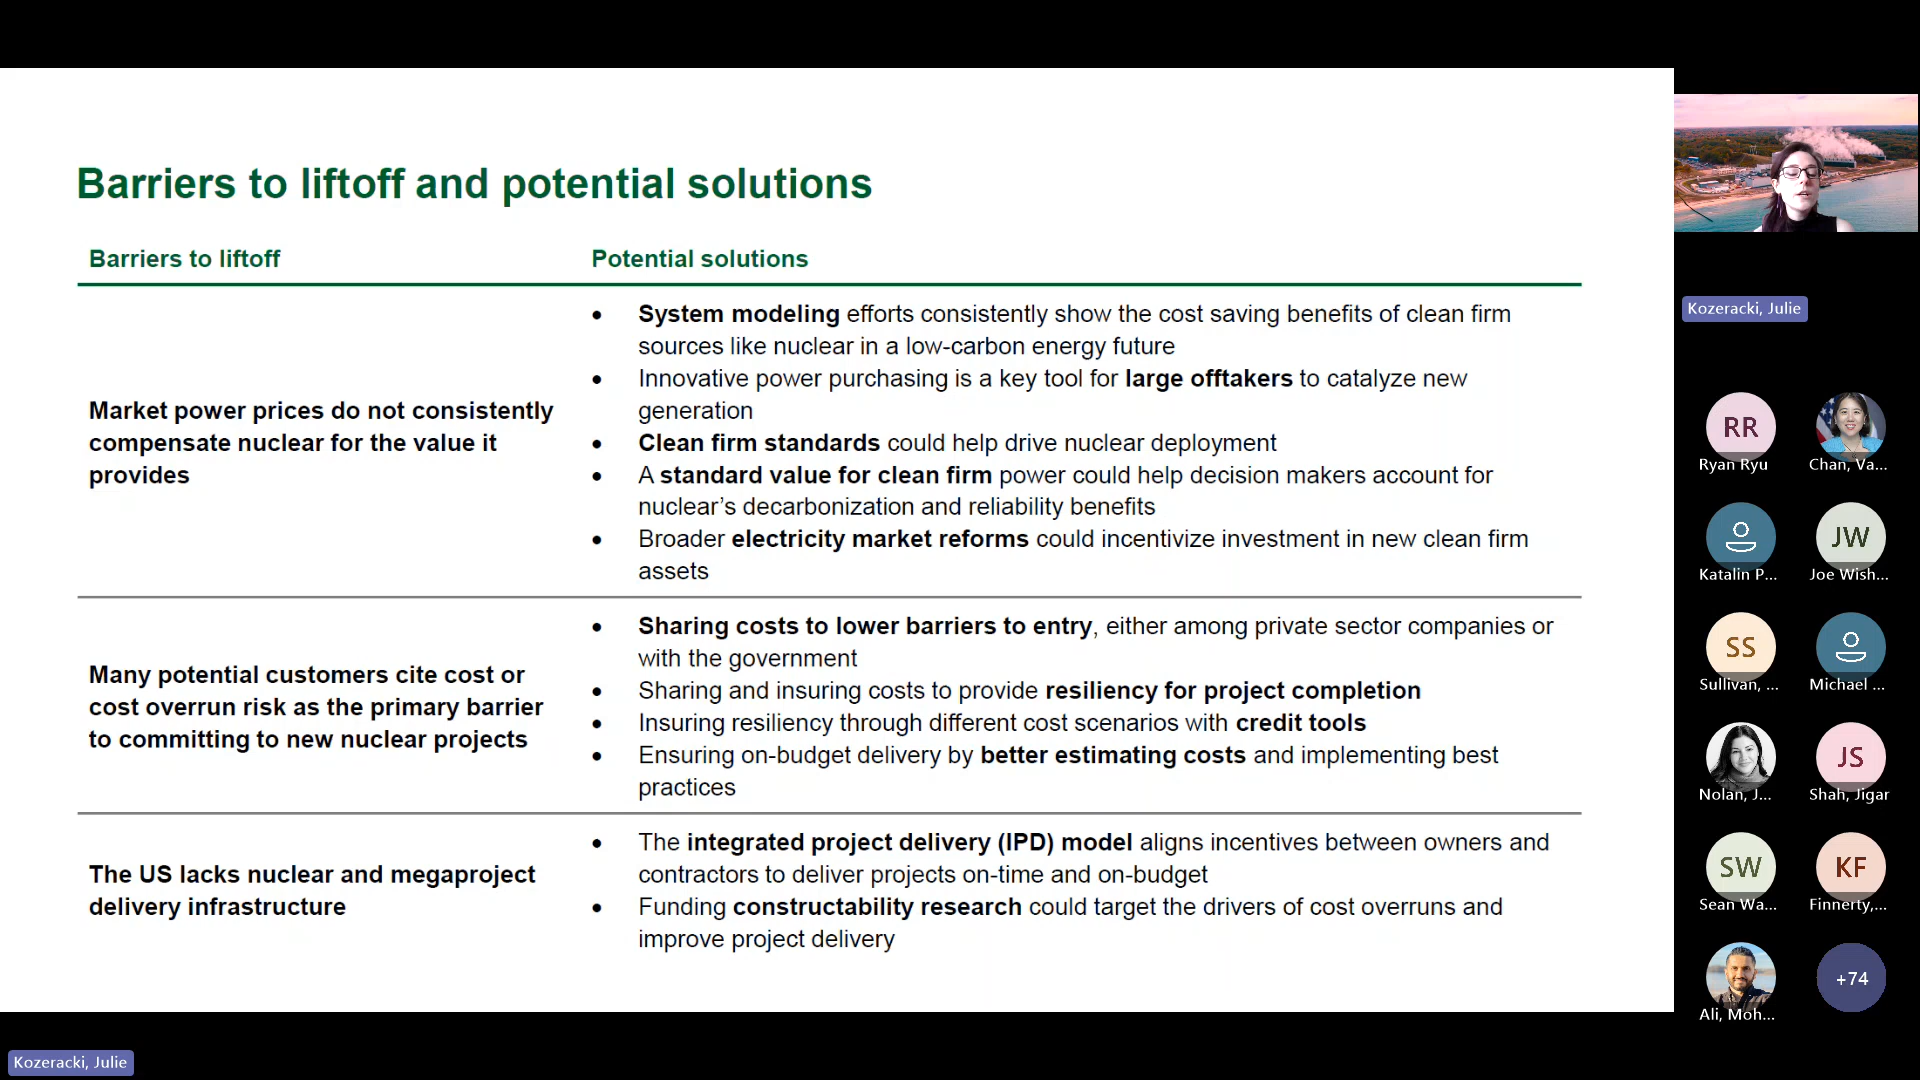 Barriers to liftoff and potential solutions
Barriers to liftoff
Potential solutions
Market power prices do not consistently
compensate nuclear for the value it
provides
• System modeling efforts consistently show the cost saving benefits of clean firm
sources like nuclear in a low-carbon energy future
• Innovative power purchasing is a key tool for large offtakers to catalyze new
generation
• Clean firm standards could help drive nuclear deployment
• A standard value for clean firm power could help decision makers account for
nuclear’s decarbonization and reliability benefits
• Broader electricity market reforms could incentivize investment in new clean firm
assets
Many potential customers cite cost or
cost overrun risk as the primary barrier
to committing to new nuclear projects
• Sharing costs to lower barriers to entry, either among private sector companies or
with the government
• Sharing and insuring costs to provide resiliency for project completion
• Insuring resiliency through different cost scenarios with credit tools
• Ensuring on-budget delivery by better estimating costs and implementing best
practices
The US lacks nuclear and megaproject
delivery infrastructure
• The integrated project delivery (IPD) model aligns incentives between owners and
contractors to deliver projects on-time and on-budget
• Funding constructability research could target the drivers of cost overruns and
improve project delivery
Kozeracki, Julie
RR
Ryan Ryu
Chan, Va...
Katalin P...
JW
Joe Wish...
SS
Sullivan, ...
Michael ...
Nolan, J...
JS
Shah, Jigar
SW
Sean Wa...
KF
Finnerty,...
Ali, Moh...
+74
Kozeracki, Julie